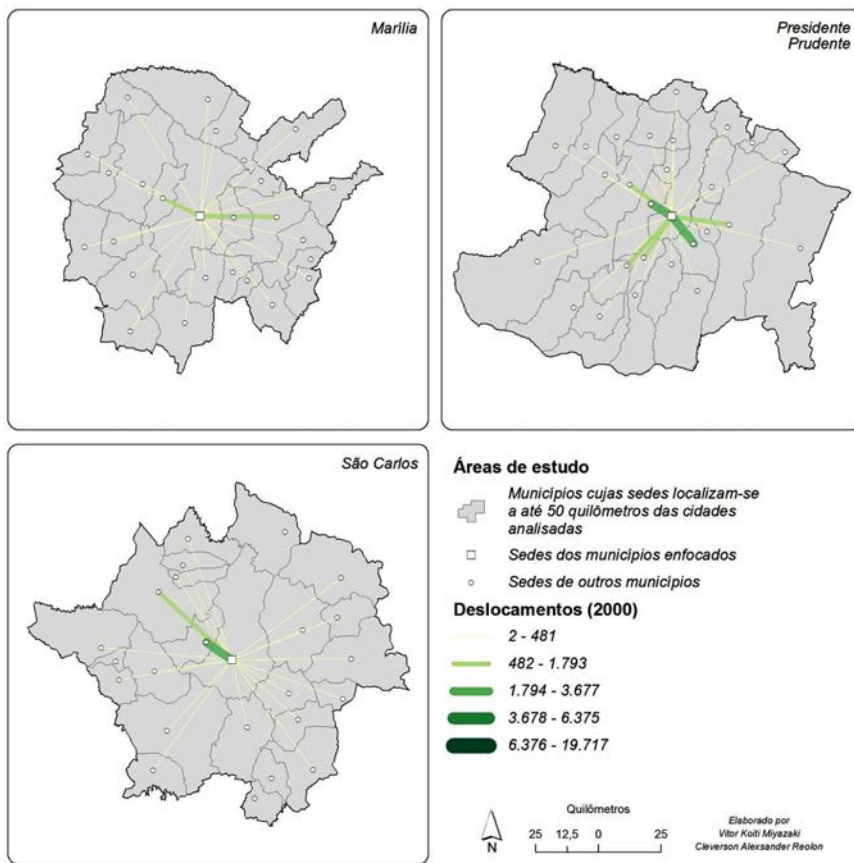 Marília
Presidente
Prudente
São Carlos
Áreas de estudo
Municípios cujas sedes localizam-se
a até 50 quilômetros das cidades
analisadas
Sedes dos municípios enfocados
Sedes de outros municípios
Deslocamentos (2000)
2 - 481
482 - 1.793
1.794 - 3.677
3.678 - 6.375
6.376 - 19.717
N
Quilômetros
25 12,5 0 25
Elaborado por
Vitor Koiti Miyazaki
Cleverson Alexsander Reolon